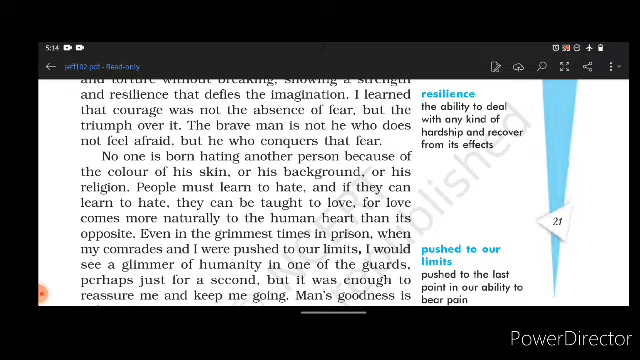 5:14
jeff102.pdf - Read-only
and torture without breaking, showing a strength
and resilience that defies the imagination. I learned
that courage was not the absence of fear, but the
triumph over it. The brave man is not he who does
not feel afraid, but he who conquers that fear.
No one is born hating another person because of
the colour of his skin, or his background, or his
religion. People must learn to hate, and if they can
learn to hate, they can be taught to love, for love
comes more naturally to the human heart than its
opposite. Even in the grimmest times in prison, when
my comrades and I were pushed to our limits, I would
see a glimmer of humanity in one of the guards,
perhaps just for a second, but it was enough to
reassure me and keep me going. Man's goodness is
resilience
the ability to deal
with any kind of
hardship and recover
from its effects
21
pushed to our
limits
pushed to the last
point in our ability to
bear pain
NCERT
republished
PowerDirector